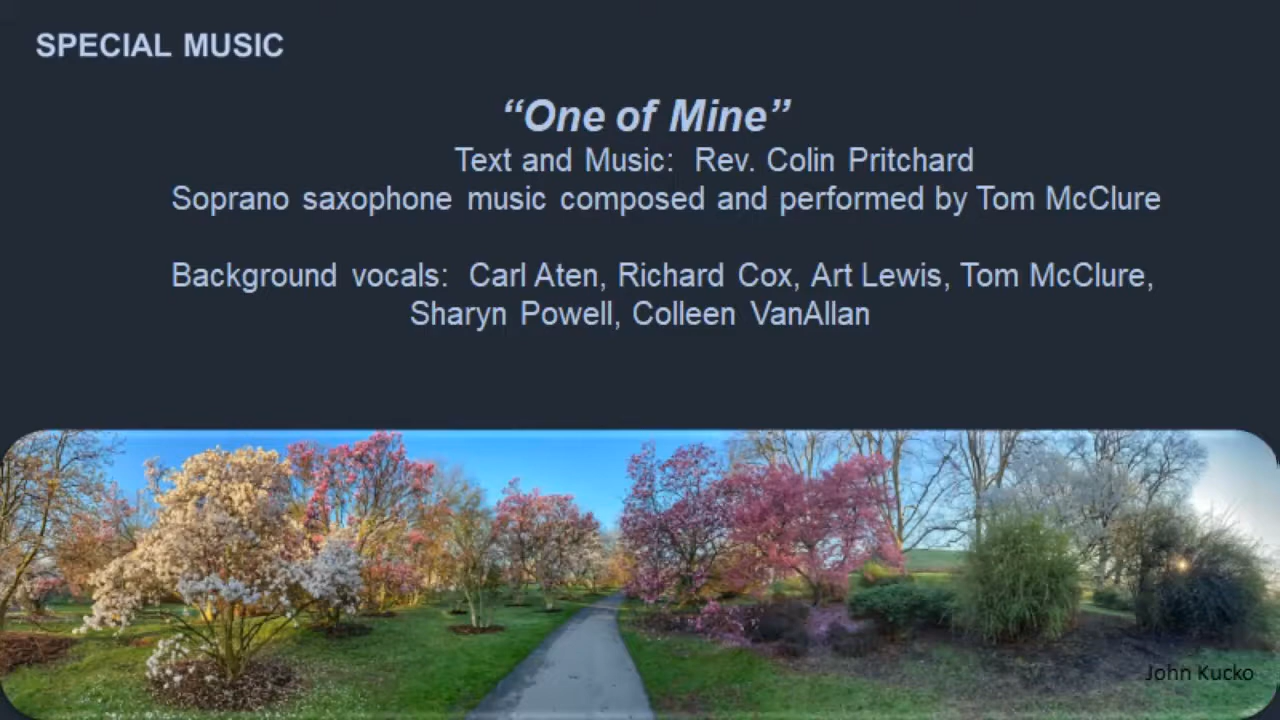 SPECIAL MUSIC
“One of Mine”
Text and Music: Rev. Colin Pritchard
Soprano saxophone music composed and performed by Tom McClure
Background vocals: Carl Aten, Richard Cox, Art Lewis, Tom McClure,
Sharyn Powell, Colleen VanAllan
John Kucko